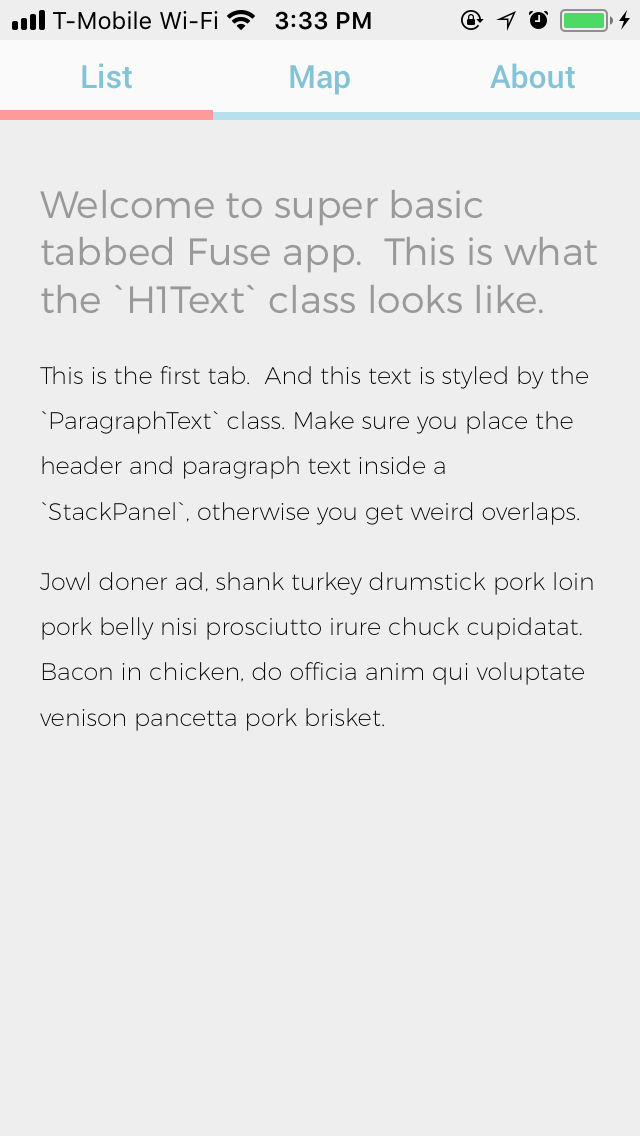 T-Mobile Wi-Fi 3:33 PM
List Map About
Welcome to super basic
tabbed Fuse app.  This is what
the `H1Text` class looks like.
This is the first tab.  And this text is styled by the
`ParagraphText` class. Make sure you place the
header and paragraph text inside a
`StackPanel`, otherwise you get weird overlaps.
Jowl doner ad, shank turkey drumstick pork loin
pork belly nisi prosciutto irure chuck cupidatat.
Bacon in chicken, do officia anim qui voluptate
venison pancetta pork brisket.